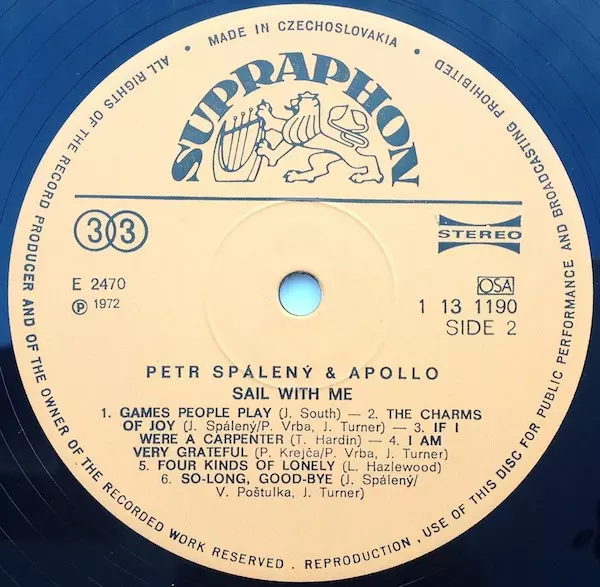 MADE IN CZECHOSLOVAKIA
ALL RIGHTS OF THE RECORD PRODUCER AND OF THE OWNER OF THE RECORDED WORK RESERVED . REPRODUCTION , USE OF THIS DISC FOR PUBLIC PERFORMANCE AND BROADCASTING PROHIBITED
SUPRAPHON
33
STEREO
E 2470
OSA
℗ 1972
1 13 1190
SIDE 2
PETR SPÁLENÝ & APOLLO
SAIL WITH ME
1. GAMES PEOPLE PLAY (J. South) — 2. THE CHARMS
OF JOY (J. Spálený/P. Vrba, J. Turner) — 3. IF I
WERE A CARPENTER (T. Hardin) — 4. I AM
VERY GRATEFUL (P. Krejča/P. Vrba, J. Turner)
5. FOUR KINDS OF LONELY (L. Hazlewood)
6. SO-LONG, GOOD-BYE (J. Spálený/
V. Poštulka, J. Turner)